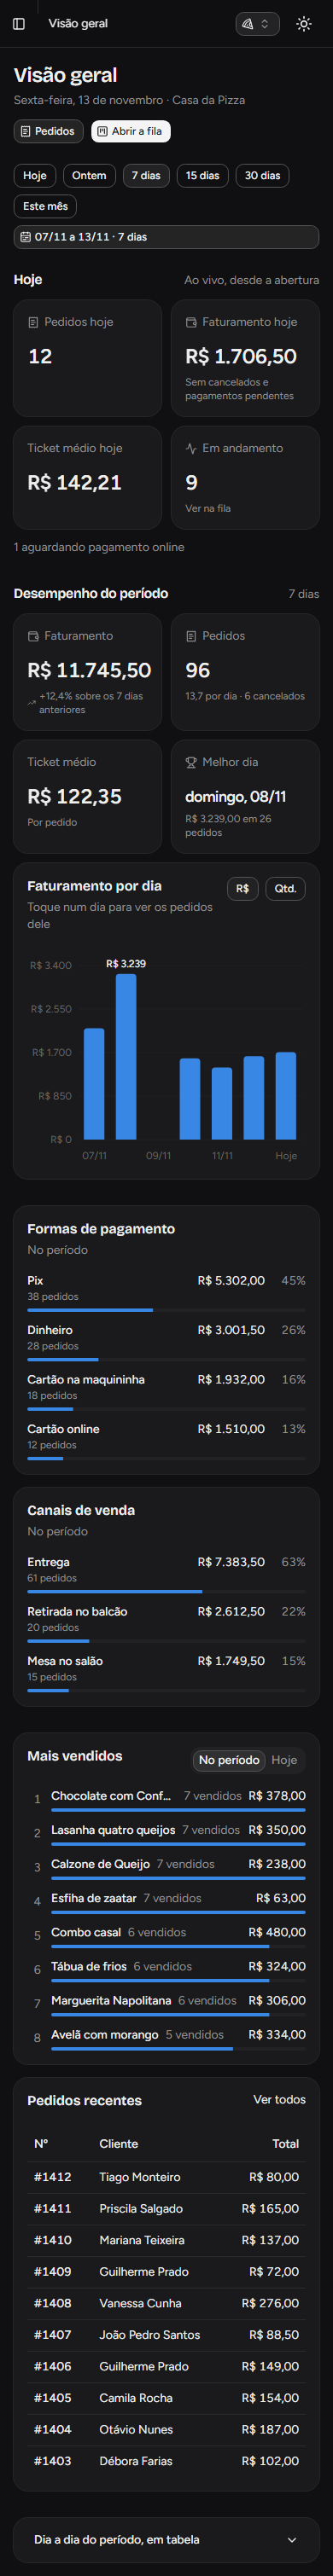 Visão geral
Visão geral
Sexta-feira, 13 de novembro · Casa da Pizza
Pedidos
Abrir a fila
Hoje
Ontem
7 dias
15 dias
30 dias
Este mês
07/11 a 13/11 · 7 dias
Hoje
Ao vivo, desde a abertura
Pedidos hoje
12
Faturamento hoje
R$ 1.706,50
Sem cancelados e
pagamentos pendentes
Ticket médio hoje
R$ 142,21
Em andamento
9
Ver na fila
1 aguardando pagamento online
Desempenho do período
7 dias
Faturamento
R$ 11.745,50
+12,4% sobre os 7 dias
anteriores
Pedidos
96
13,7 por dia · 6 cancelados
Ticket médio
R$ 122,35
Por pedido
Melhor dia
domingo, 08/11
R$ 3.239,00 em 26
pedidos
Faturamento por dia
R$
Qtd.
Toque num dia para ver os pedidos
dele
R$ 3.400
R$ 3.239
R$ 2.550
R$ 1.700
R$ 850
R$ 0
07/11
09/11
11/11
Hoje
Formas de pagamento
No período
Pix
R$ 5.302,00
45%
38 pedidos
Dinheiro
R$ 3.001,50
26%
28 pedidos
Cartão na maquininha
R$ 1.932,00
16%
18 pedidos
Cartão online
R$ 1.510,00
13%
12 pedidos
Canais de venda
No período
Entrega
R$ 7.383,50
63%
61 pedidos
Retirada no balcão
R$ 2.612,50
22%
20 pedidos
Mesa no salão
R$ 1.749,50
15%
15 pedidos
Mais vendidos
No período
Hoje
1 Chocolate com Conf... 7 vendidos R$ 378,00
2 Lasanha quatro queijos 7 vendidos R$ 350,00
3 Calzone de Queijo 7 vendidos R$ 238,00
4 Esfiha de zaatar 7 vendidos R$ 63,00
5 Combo casal 6 vendidos R$ 480,00
6 Tábua de frios 6 vendidos R$ 324,00
7 Marguerita Napolitana 6 vendidos R$ 306,00
8 Avelã com morango 5 vendidos R$ 334,00
Pedidos recentes
Ver todos
Nº Cliente Total
#1412 Tiago Monteiro R$ 80,00
#1411 Priscila Salgado R$ 165,00
#1410 Mariana Teixeira R$ 137,00
#1409 Guilherme Prado R$ 72,00
#1408 Vanessa Cunha R$ 276,00
#1407 João Pedro Santos R$ 88,50
#1406 Guilherme Prado R$ 149,00
#1405 Camila Rocha R$ 154,00
#1404 Otávio Nunes R$ 187,00
#1403 Débora Farias R$ 102,00
Dia a dia do período, em tabela